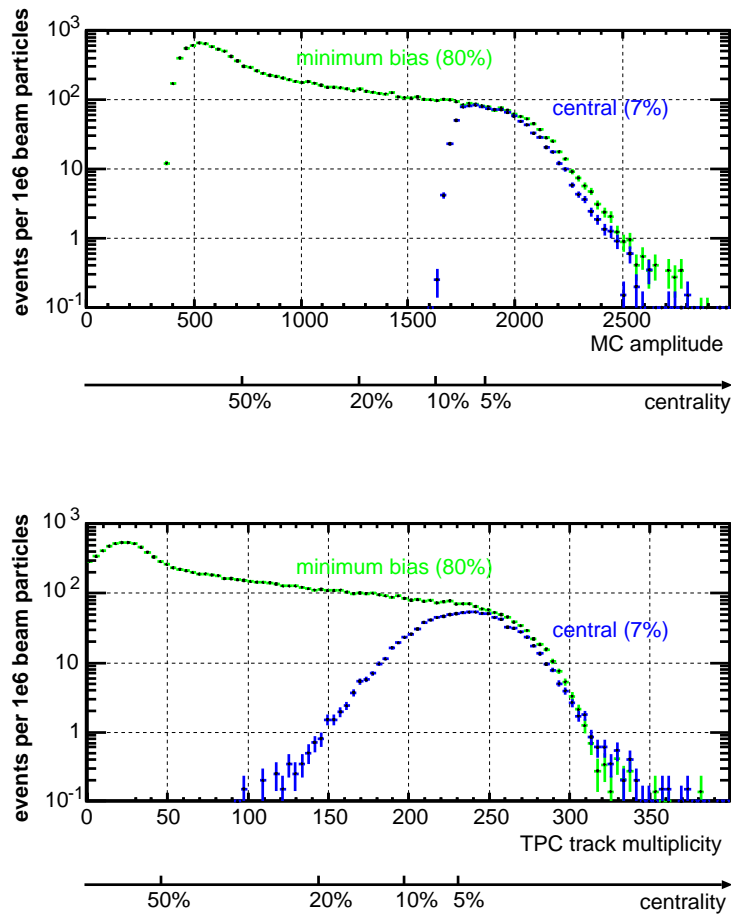 events per 1e6 beam particles
10^3
10^2
10
1
10^-1
minimum bias (80%)
central (7%)
0 500 1000 1500 2000 2500
MC amplitude
50% 20% 10% 5% centrality
events per 1e6 beam particles
10^3
10^2
10
1
10^-1
minimum bias (80%)
central (7%)
0 50 100 150 200 250 300 350
TPC track multiplicity
50% 20% 10% 5% centrality